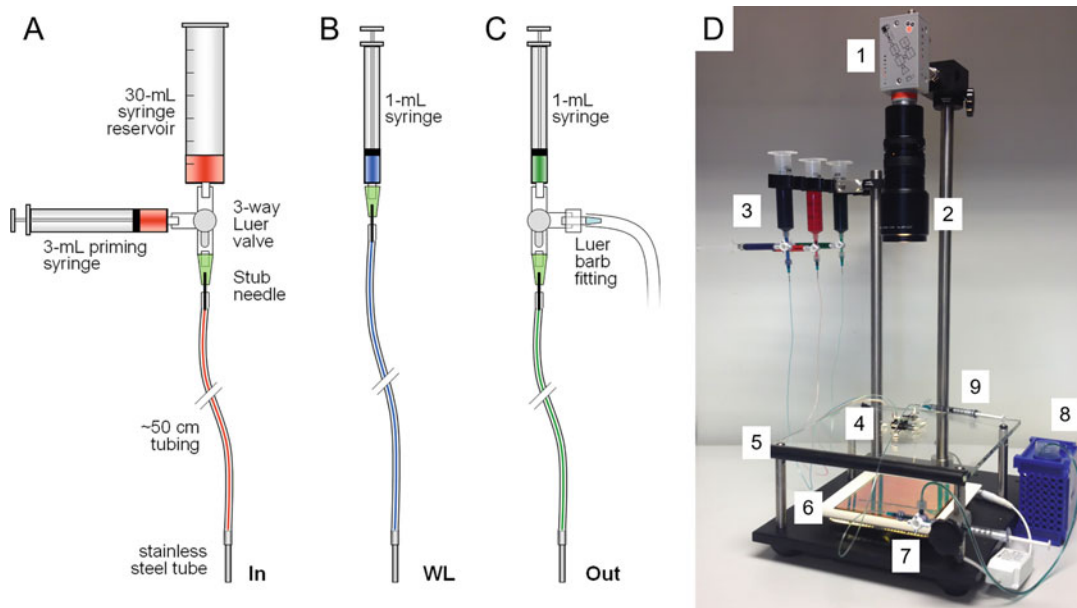 A
30-mL
syringe
reservoir
3-mL priming
syringe
3-way
Luer
valve
Stub
needle
~50 cm
tubing
stainless
steel tube
In
B
1-mL
syringe
WL
C
1-mL
syringe
Luer
barb
fitting
Out
D
1
2
3
4
5
6
7
8
9